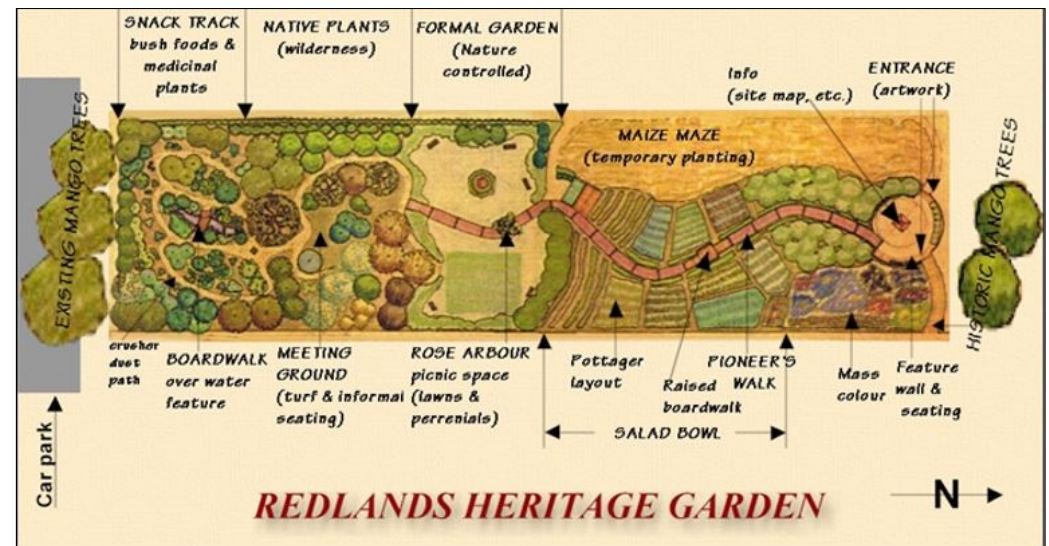 SNACK TRACK
bush foods &
medicinal
plants
NATIVE PLANTS
(wilderness)
FORMAL GARDEN
(Nature
controlled)
Info
(site map, etc.)
ENTRANCE
(artwork)
MAIZE MAZE
(temporary planting)
EXISTING MANGO TREES
HISTORIC MANGO TREES
crusher
dust
path
BOARDWALK
over water
feature
MEETING
GROUND
(turf & informal
seating)
ROSE ARBOUR
picnic space
(lawns &
perrenials)
Pottager
layout
Raised
boardwalk
PIONEER'S
WALK
Mass
colour
Feature
wall &
seating
SALAD BOWL
Car park
REDLANDS HERITAGE GARDEN
N